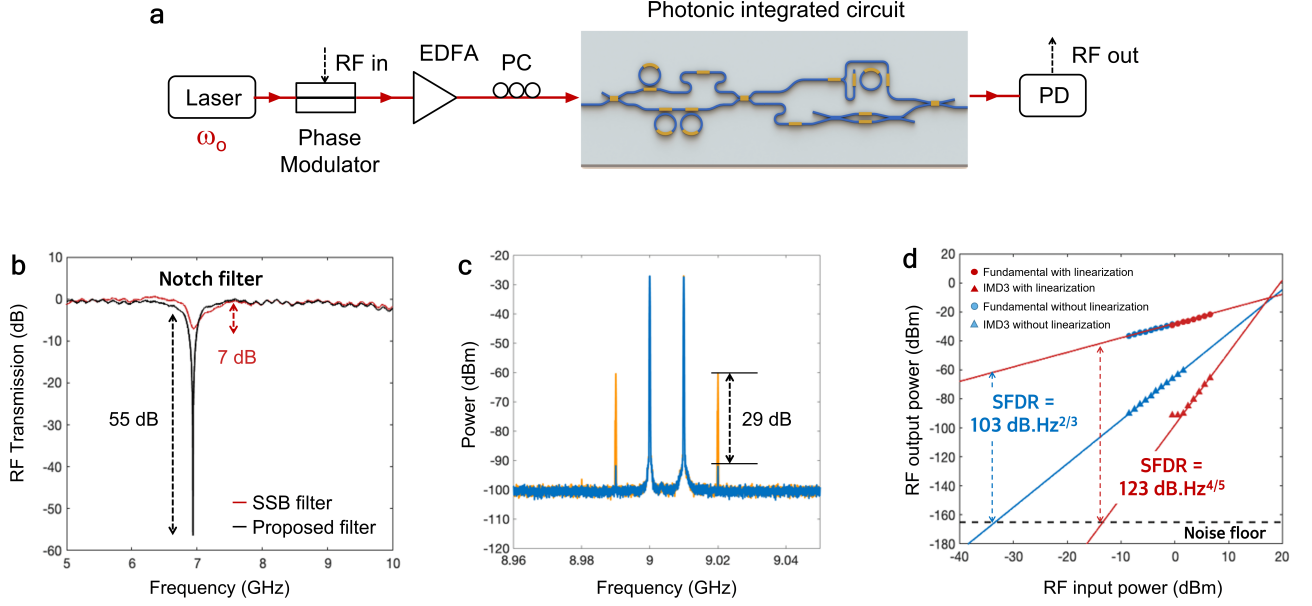 a
Photonic integrated circuit
RF in
EDFA
PC
RF out
Laser
PD
ωo
Phase
Modulator
b
Notch filter
7 dB
55 dB
SSB filter
Proposed filter
RF Transmission (dB)
10
0
-10
-20
-30
-40
-50
-60
5
6
7
8
9
10
Frequency (GHz)
c
29 dB
Power (dBm)
-20
-30
-40
-50
-60
-70
-80
-90
-100
-110
-120
8.96
8.98
9
9.02
9.04
Frequency (GHz)
d
Fundamental with linearization
IMD3 with linearization
Fundamental without linearization
IMD3 without linearization
SFDR =
103 dB.Hz2/3
SFDR =
123 dB.Hz4/5
Noise floor
RF output power (dBm)
20
0
-20
-40
-60
-80
-100
-120
-140
-160
-180
-40
-30
-20
-10
0
10
20
RF input power (dBm)